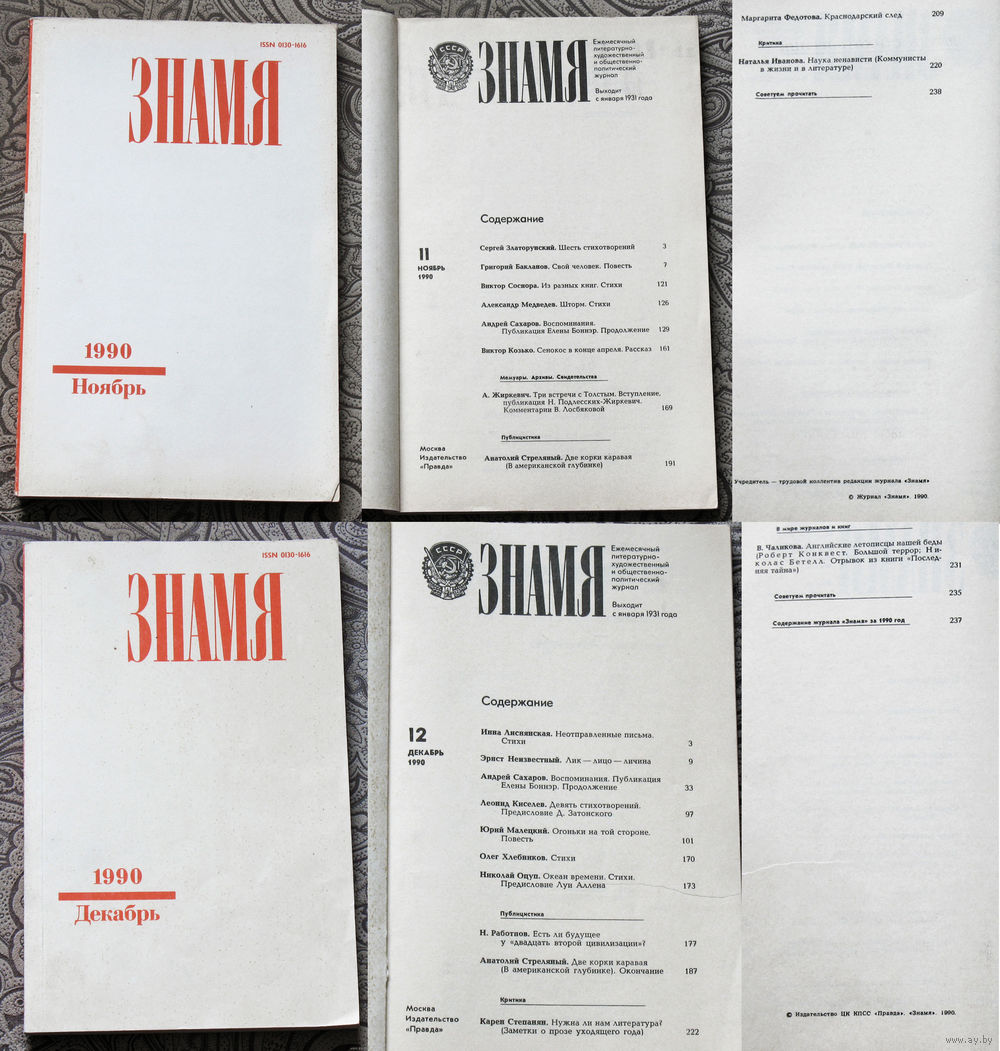 ISSN 0130-1616
ЗНАМЯ
1990
Ноябрь
СССР
ЗНАМЯ
Ежемесячный
литературно-
художественный
и общественно-
политический
журнал
Выходит
с января 1931 года
Содержание
11
НОЯБРЬ
1990
Сергей Златорунский. Шесть стихотворений 3
Григорий Бакланов. Свой человек. Повесть 7
Виктор Соснора. Из разных книг. Стихи 121
Александр Медведев. Шторм. Стихи 126
Андрей Сахаров. Воспоминания.
Публикация Елены Боннэр. Продолжение 129
Виктор Козько. Сенокос в конце апреля. Рассказ 161
Мемуары. Архивы. Свидетельства
А. Жиркевич. Три встречи с Толстым. Вступление,
публикация Н. Подлесских-Жиркевич.
Комментарии В. Лосбяковой 169
Публицистика
Анатолий Стреляный. Две корки каравая
(В американской глубинке) 191
Москва
Издательство
«Правда»
Маргарита Федотова. Краснодарский след 209
Критика
Наталья Иванова. Наука ненависти (Коммунисты
в жизни и в литературе) 220
Советуем прочитать 238
Учредитель — трудовой коллектив редакции журнала «Знамя»
© Журнал «Знамя». 1990.
ISSN 0130-1616
ЗНАМЯ
1990
Декабрь
СССР
ЗНАМЯ
Ежемесячный
литературно-
художественный
и общественно-
политический
журнал
Выходит
с января 1931 года
Содержание
12
ДЕКАБРЬ
1990
Инна Лиснянская. Неотправленные письма.
Стихи 3
Эрнст Неизвестный. Лик — лицо — личина 9
Андрей Сахаров. Воспоминания. Публикация
Елены Боннэр. Продолжение 33
Леонид Киселев. Девять стихотворений.
Предисловие Д. Затонского 97
Юрий Малецкий. Огоньки на той стороне.
Повесть 101
Олег Хлебников. Стихи 170
Николай Оцуп. Океан времени. Стихи.
Предисловие Луи Аллена 173
Публицистика
Н. Работнов. Есть ли будущее
у «двадцать второй цивилизации»? 177
Анатолий Стреляный. Две корки каравая
(В американской глубинке). Окончание 187
Критика
Карен Степанян. Нужна ли нам литература?
(Заметки о прозе уходящего года) 222
Москва
Издательство
«Правда»
В мире журналов и книг
В. Чаликова. Английские летописцы нашей беды
(Роберт Конквест. Большой террор; Ни-
колас Бетелл. Отрывок из книги «Послед-
няя тайна») 231
Советуем прочитать 235
Содержание журнала «Знамя» за 1990 год 237
© Издательство ЦК КПСС «Правда». «Знамя». 1990.
www.ay.by